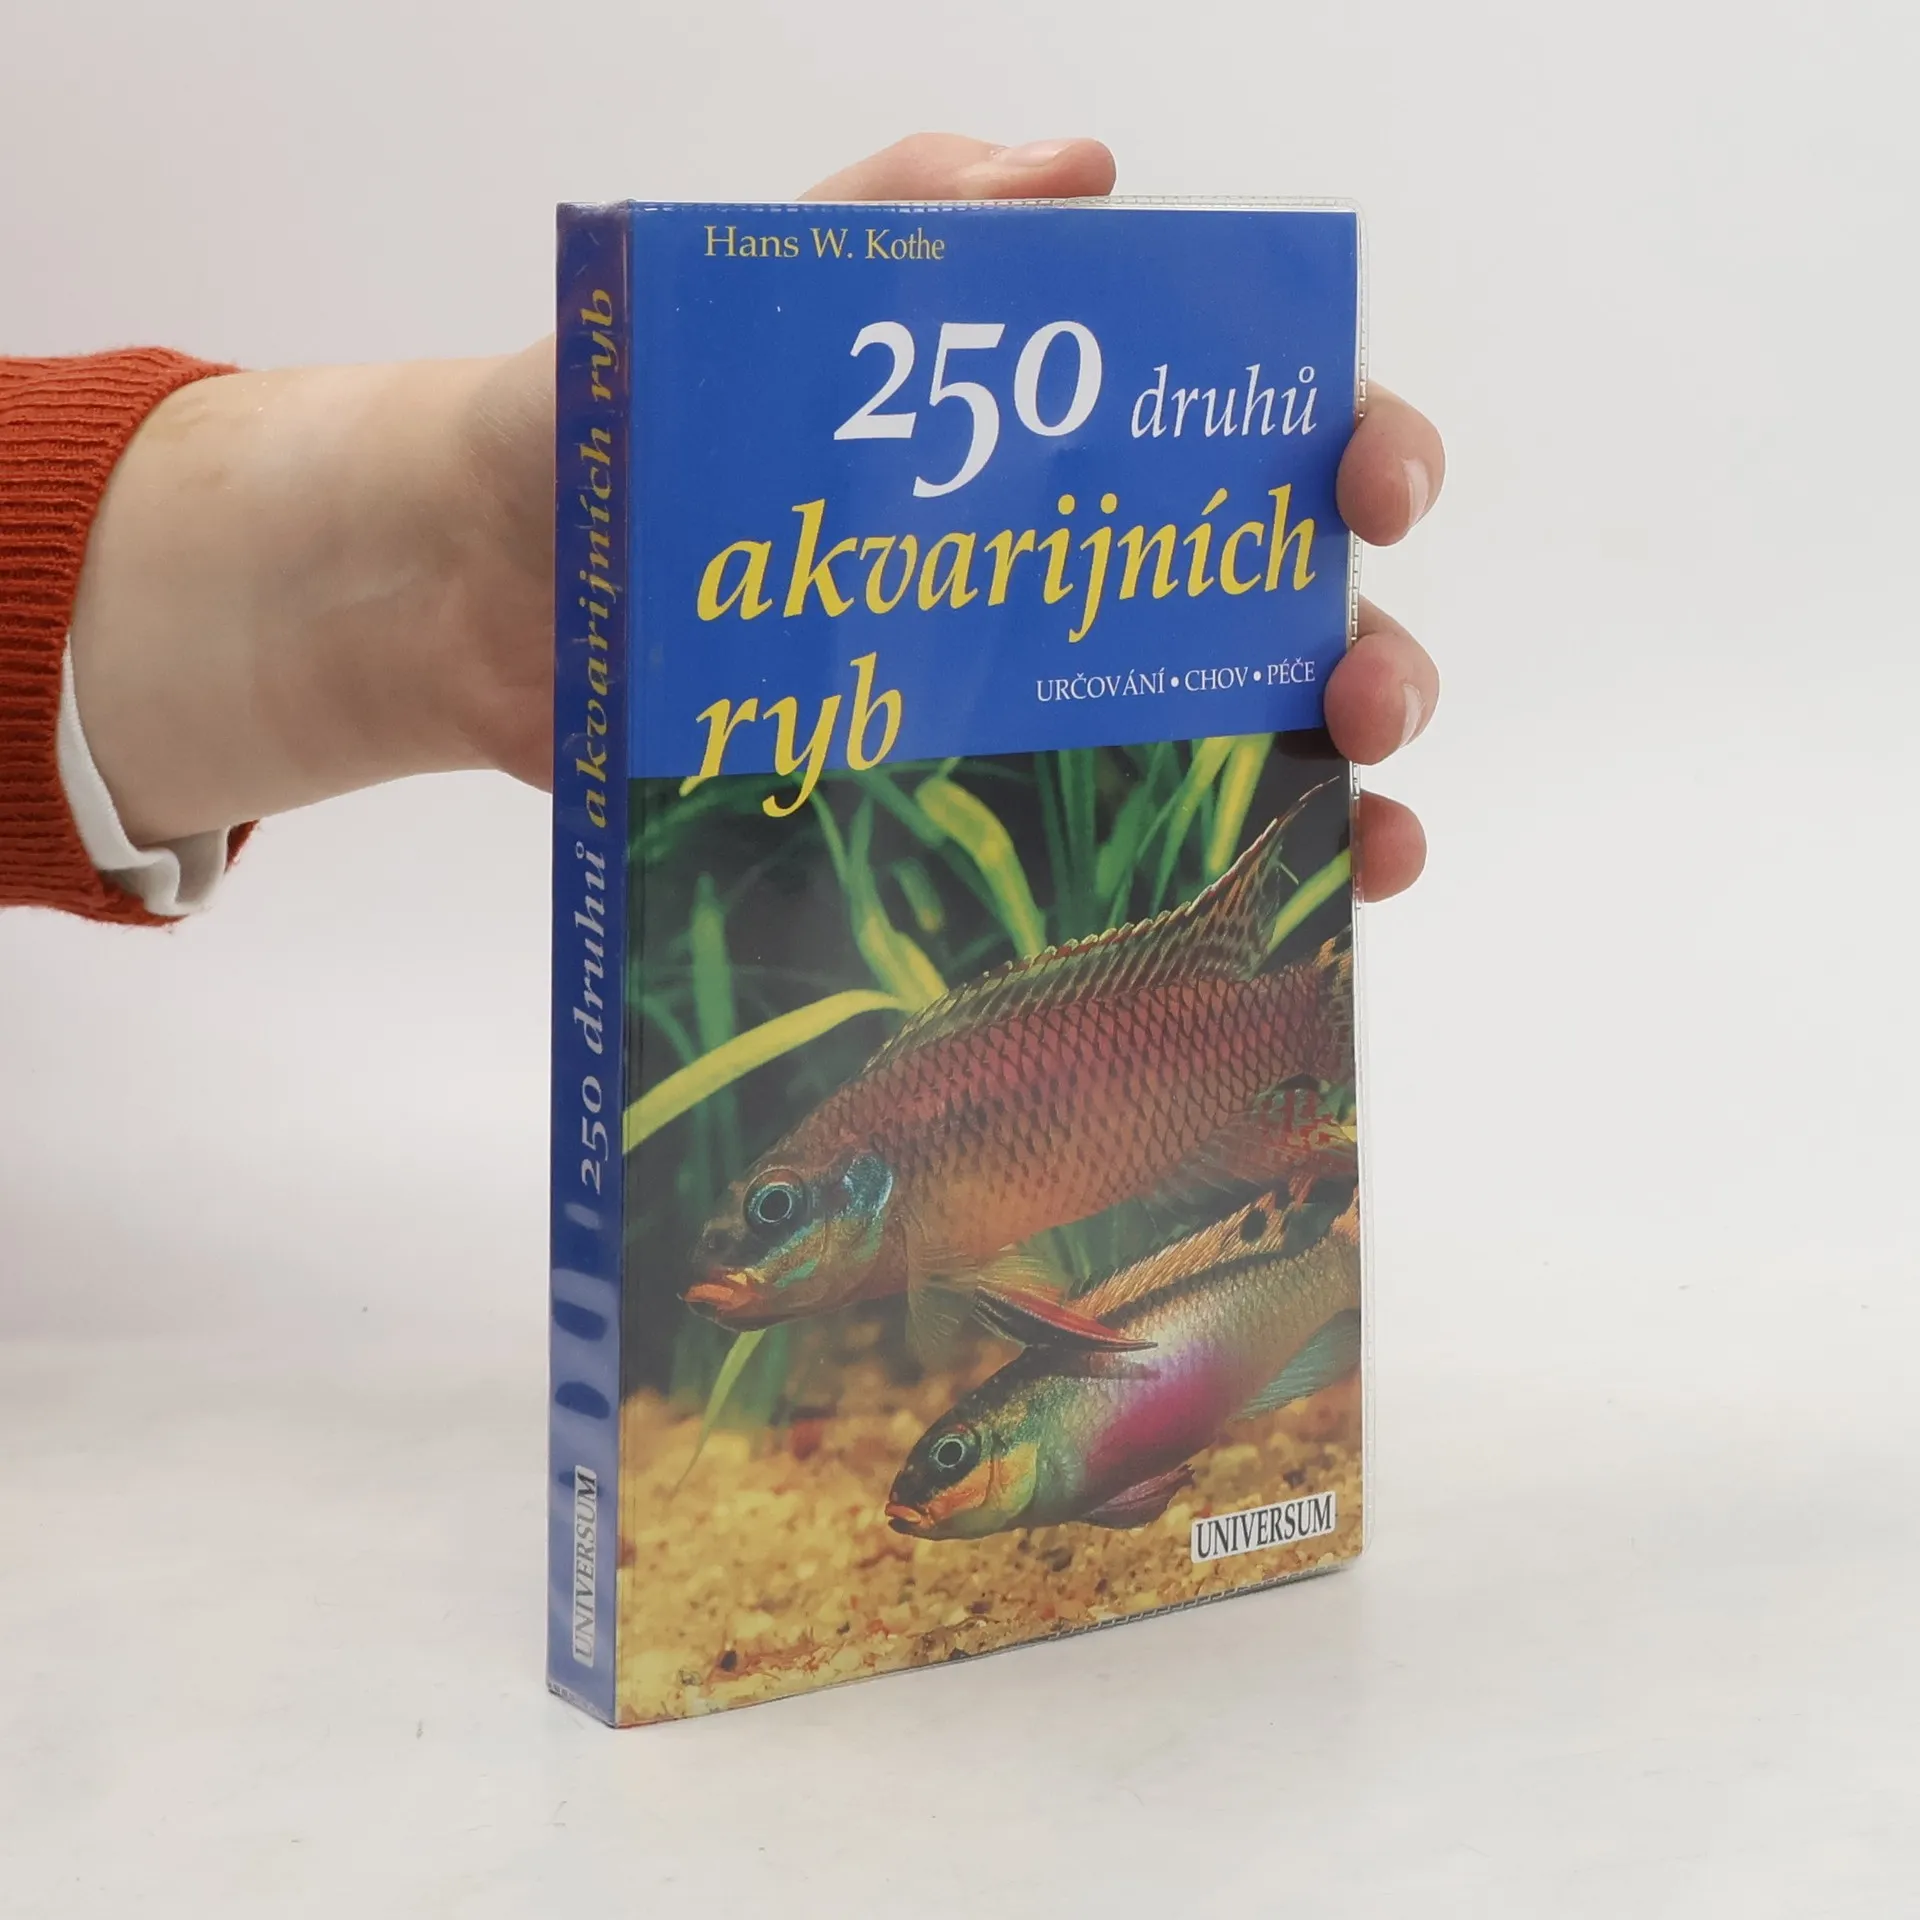 Hans W. Kothe
250 druhů
akvarijních
ryb
URČOVÁNÍ • CHOV • PÉČE
UNIVERSUM
250 druhů akvarijních ryb
UNIVERSUM